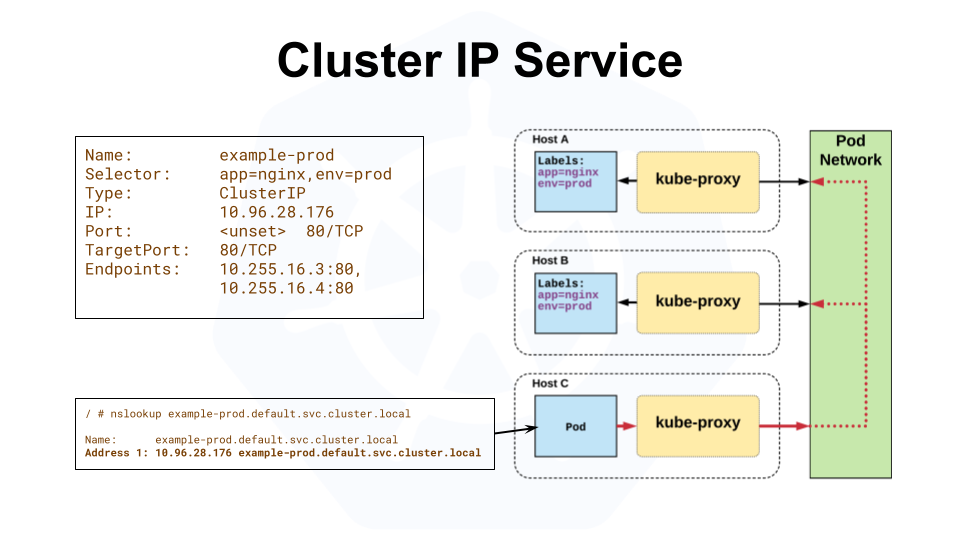 Cluster IP Service
Name: example-prod
Selector: app=nginx,env=prod
Type: ClusterIP
IP: 10.96.28.176
Port: <unset> 80/TCP
TargetPort: 80/TCP
Endpoints: 10.255.16.3:80,
10.255.16.4:80
/ # nslookup example-prod.default.svc.cluster.local
Name: example-prod.default.svc.cluster.local
Address 1: 10.96.28.176 example-prod.default.svc.cluster.local
Host A
Labels:
app=nginx
env=prod
kube-proxy
Host B
Labels:
app=nginx
env=prod
kube-proxy
Host C
Pod
kube-proxy
Pod
Network